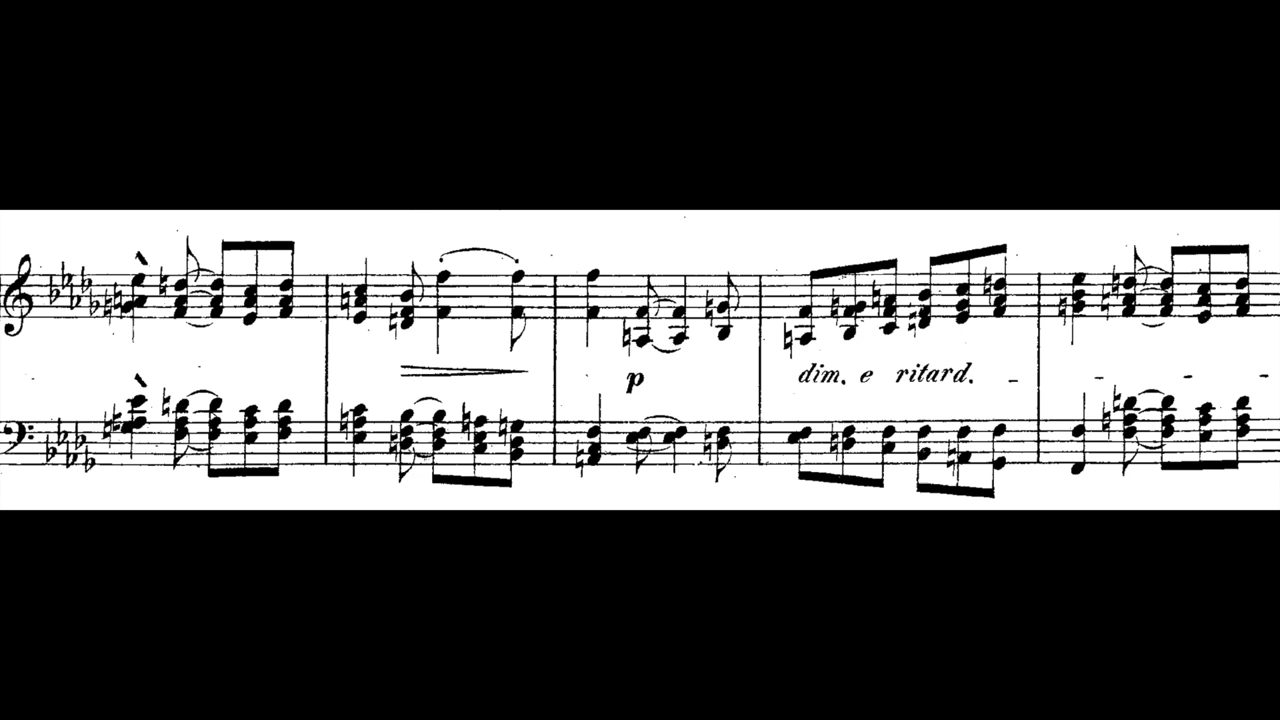 p
dim. e ritard. - - - -